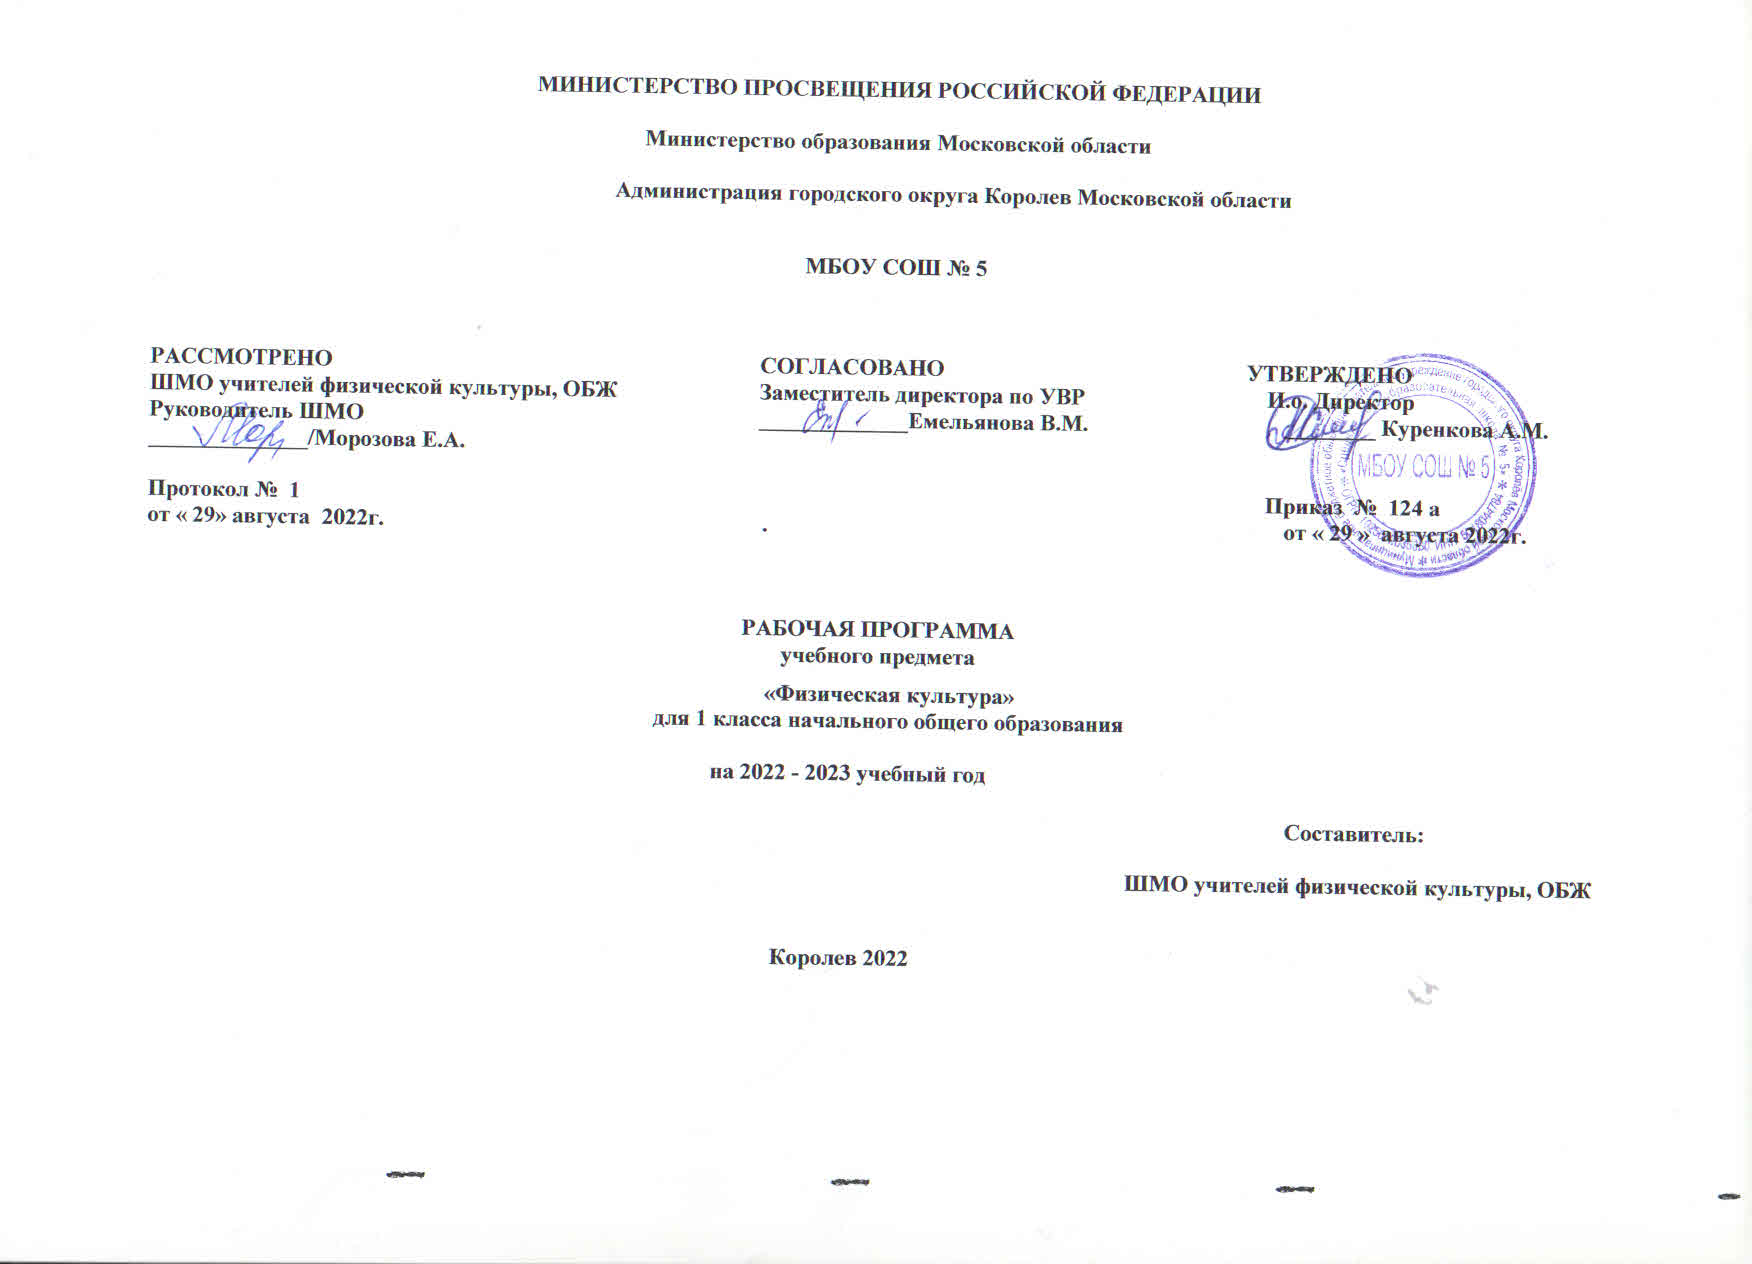 МИНИСТЕРСТВО ПРОСВЕЩЕНИЯ РОССИЙСКОЙ ФЕДЕРАЦИИ
Министерство образования Московской области
Администрация городского округа Королев Московской области
МБОУ СОШ № 5
РАССМОТРЕНО
ШМО учителей физической культуры, ОБЖ
Руководитель ШМО
______________/Морозова Е.А.
Протокол №  1
от « 29» августа  2022г.
СОГЛАСОВАНО
Заместитель директора по УВР
_____________Емельянова В.М.
.
УТВЕРЖДЕНО
И.о. Директор
________ Куренкова А.М.
МБОУ СОШ № 5
Приказ  №  124 а
от « 29 »  августа 2022г.
РАБОЧАЯ ПРОГРАММА
учебного предмета
«Физическая культура»
для 1 класса начального общего образования
на 2022 - 2023 учебный год
Составитель:
ШМО учителей физической культуры, ОБЖ
Королев 2022